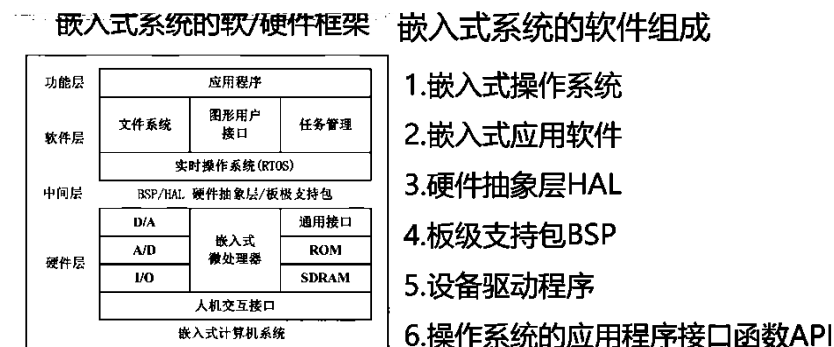 嵌入式系统的软/硬件框架
功能层
应用程序
软件层
文件系统
图形用户
接口
任务管理
实时操作系统(RTOS)
中间层
BSP/HAL 硬件抽象层/板极支持包
硬件层
D/A
A/D
I/O
嵌入式
微处理器
通用接口
ROM
SDRAM
人机交互接口
嵌入式计算机系统
嵌入式系统的软件组成
1.嵌入式操作系统
2.嵌入式应用软件
3.硬件抽象层HAL
4.板级支持包BSP
5.设备驱动程序
6.操作系统的应用程序接口函数API